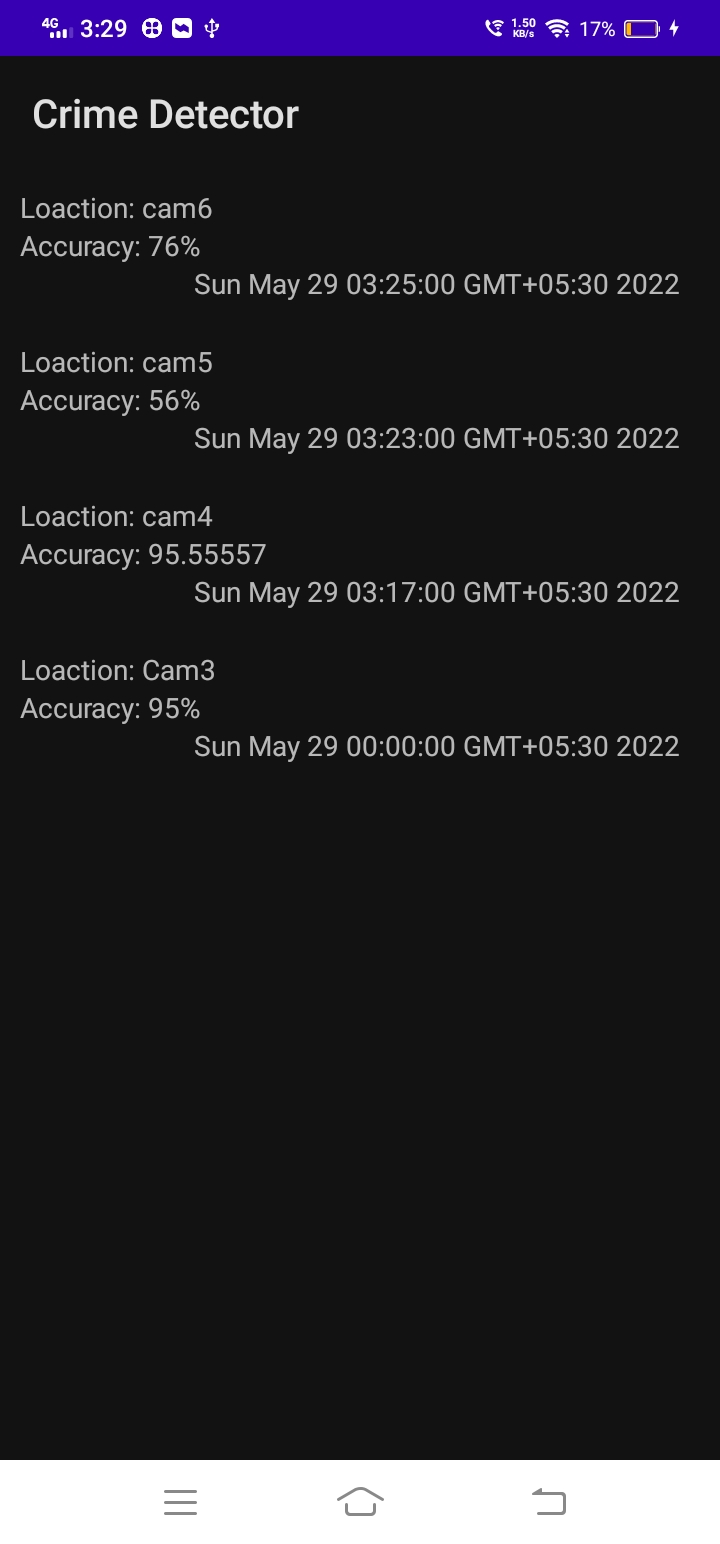 4G 3:29 1.50 KB/s 17%
Crime Detector
Loaction: cam6
Accuracy: 76%
Sun May 29 03:25:00 GMT+05:30 2022
Loaction: cam5
Accuracy: 56%
Sun May 29 03:23:00 GMT+05:30 2022
Loaction: cam4
Accuracy: 95.55557
Sun May 29 03:17:00 GMT+05:30 2022
Loaction: Cam3
Accuracy: 95%
Sun May 29 00:00:00 GMT+05:30 2022